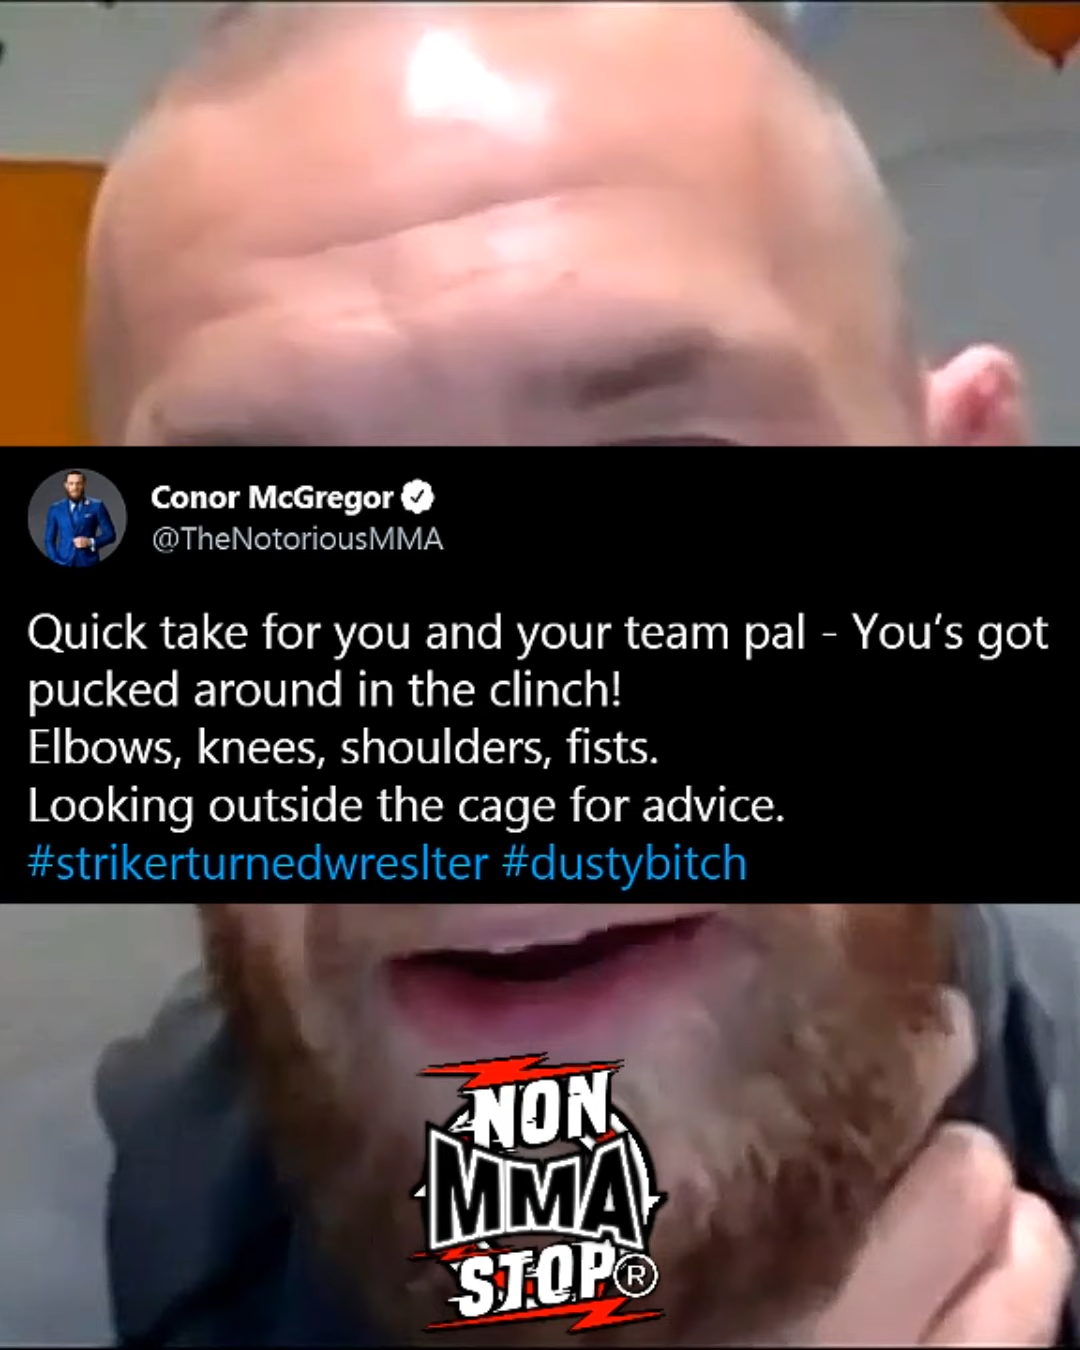 Conor McGregor
@TheNotoriousMMA
Quick take for you and your team pal - You's got
pucked around in the clinch!
Elbows, knees, shoulders, fists.
Looking outside the cage for advice.
#strikerturnedwreslter #dustybitch
NON
MMA
STOP®